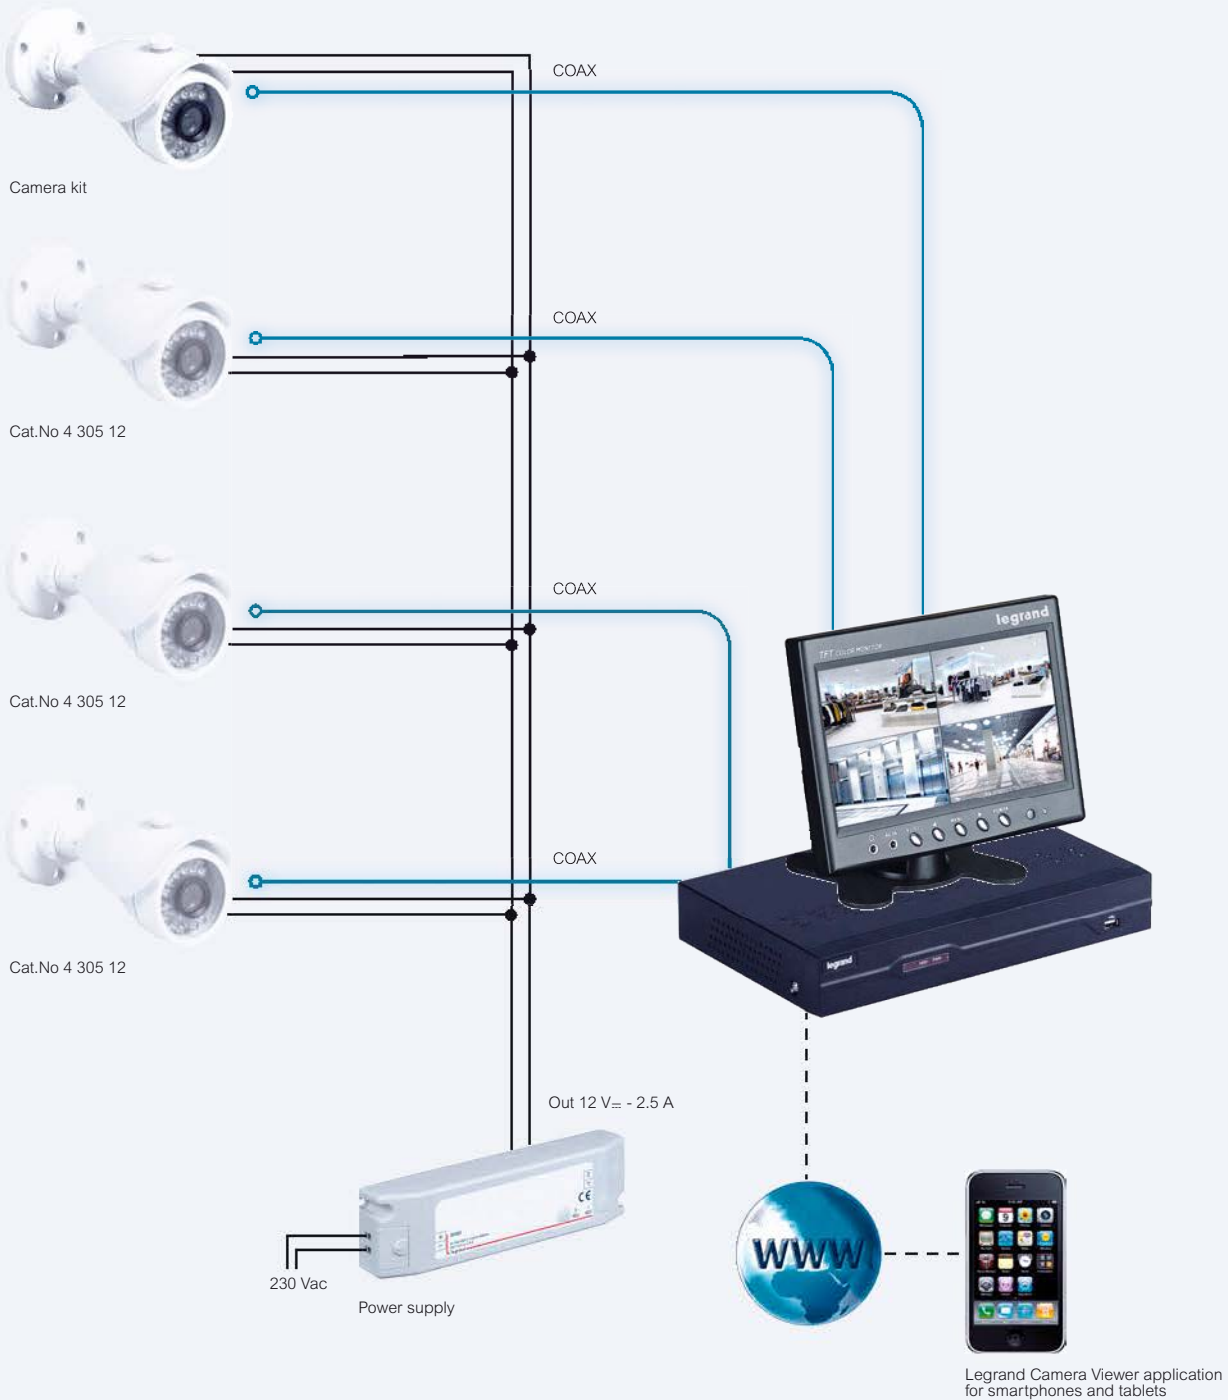 COAX
Camera kit
COAX
Cat.No 4 305 12
COAX
Cat.No 4 305 12
legrand
TFT COLOR MONITOR
COAX
Cat.No 4 305 12
legrand
Out 12 V⎓ - 2.5 A
CE
230 Vac
Power supply
WWW
Legrand Camera Viewer application
for smartphones and tablets